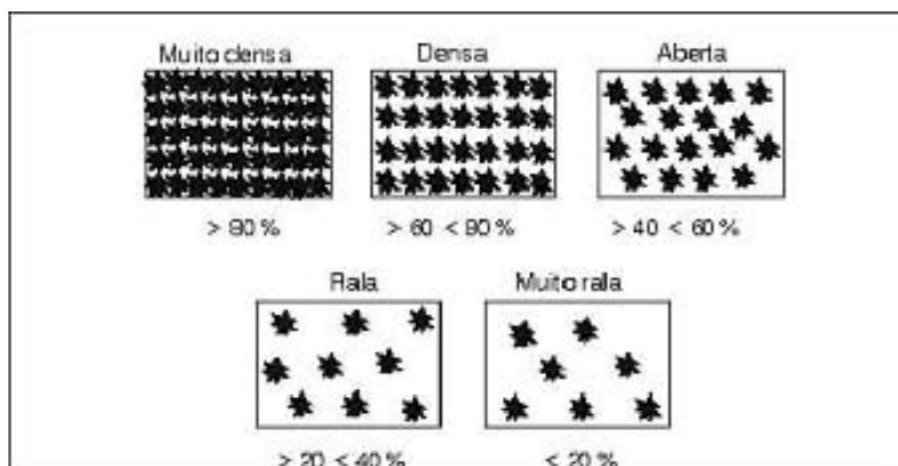 Muito densa
Densa
Aberta
> 80 %
> 60 < 80 %
> 40 < 60 %
Rala
Muito rala
> 20 < 40 %
< 20 %